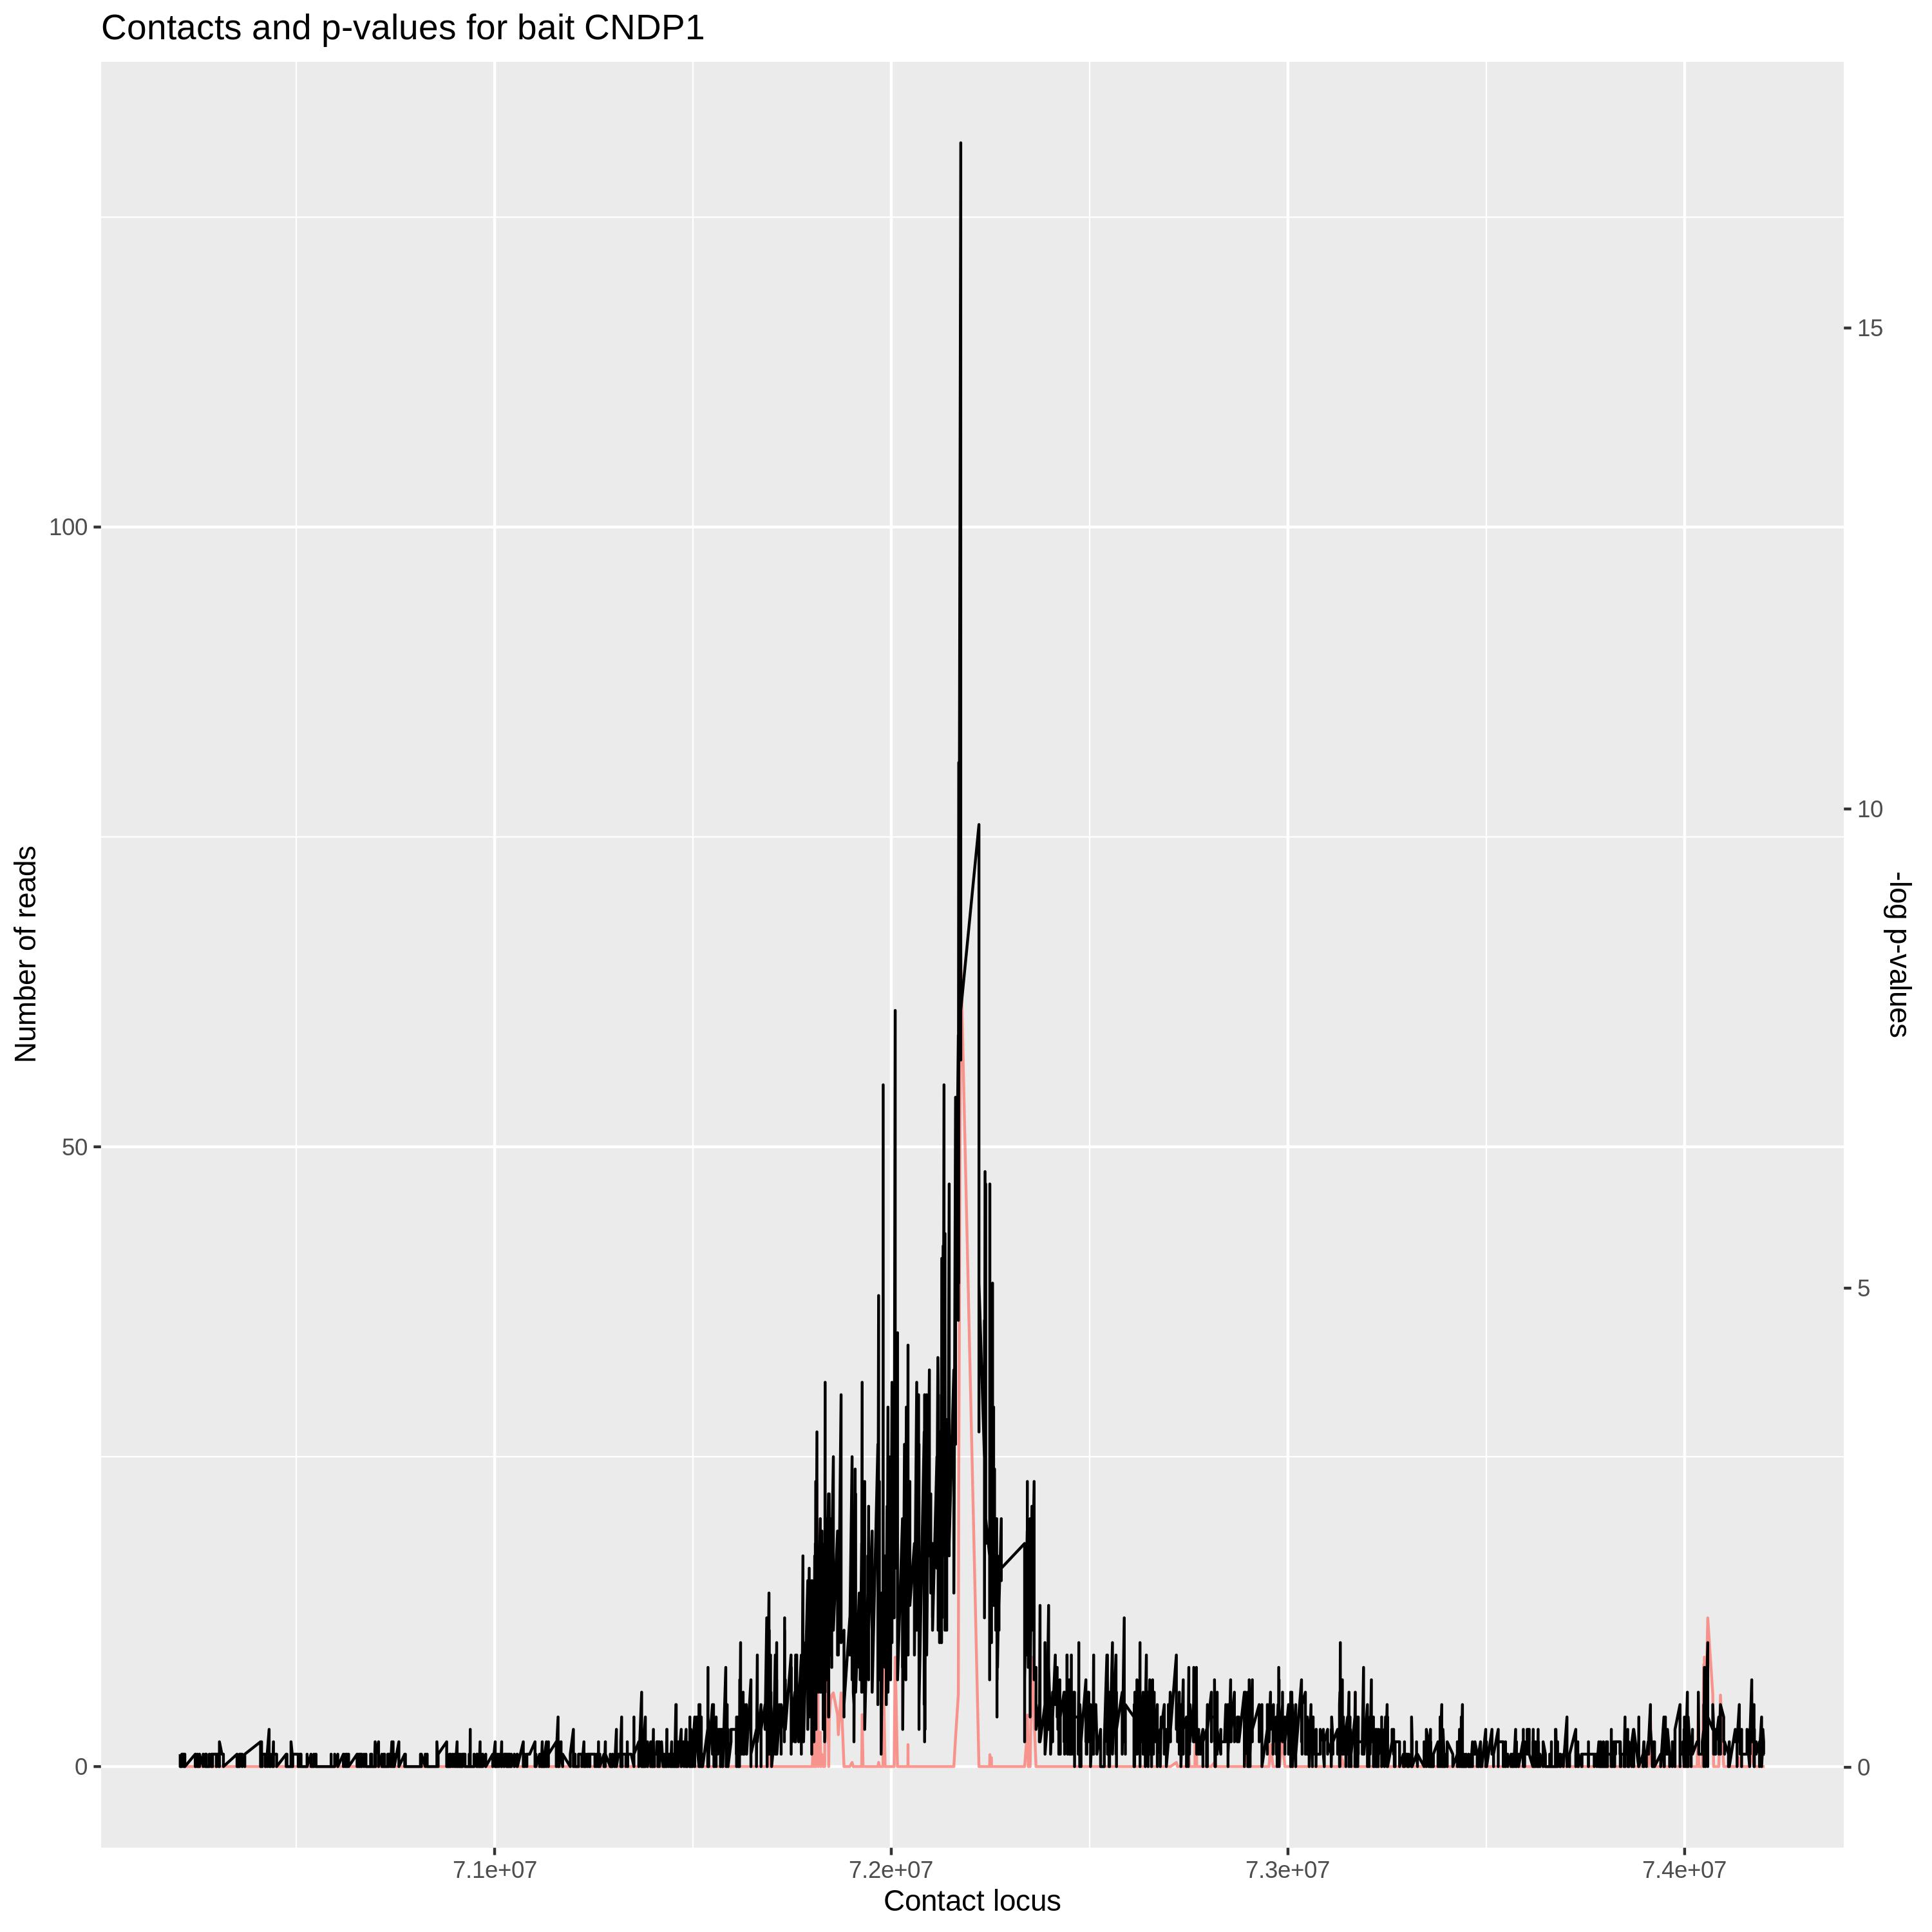 Contacts and p-values for bait CNDP1
Number of reads
100
50
0
15
10
5
0
-log p-values
7.1e+07 7.2e+07 7.3e+07 7.4e+07
Contact locus